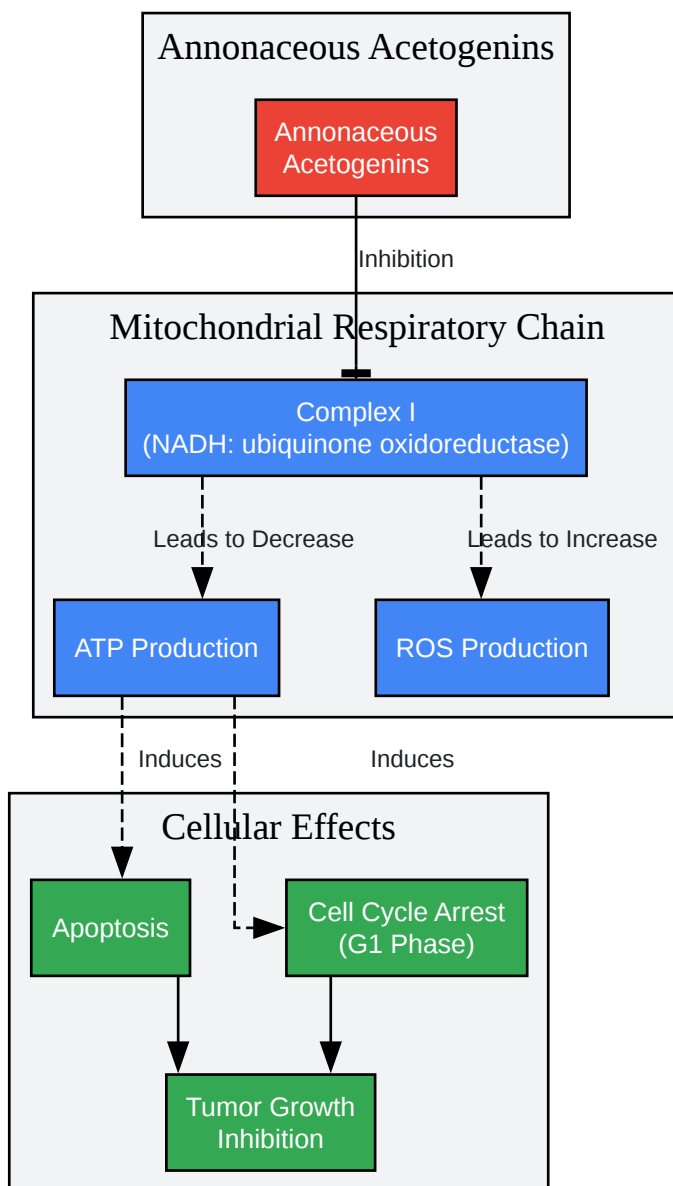 Annonaceous Acetogenins
Annonaceous
Acetogenins
Inhibition
Mitochondrial Respiratory Chain
Complex I
(NADH: ubiquinone oxidoreductase)
Leads to Decrease
Leads to Increase
ATP Production
ROS Production
Induces
Induces
Cellular Effects
Apoptosis
Cell Cycle Arrest
(G1 Phase)
Tumor Growth
Inhibition